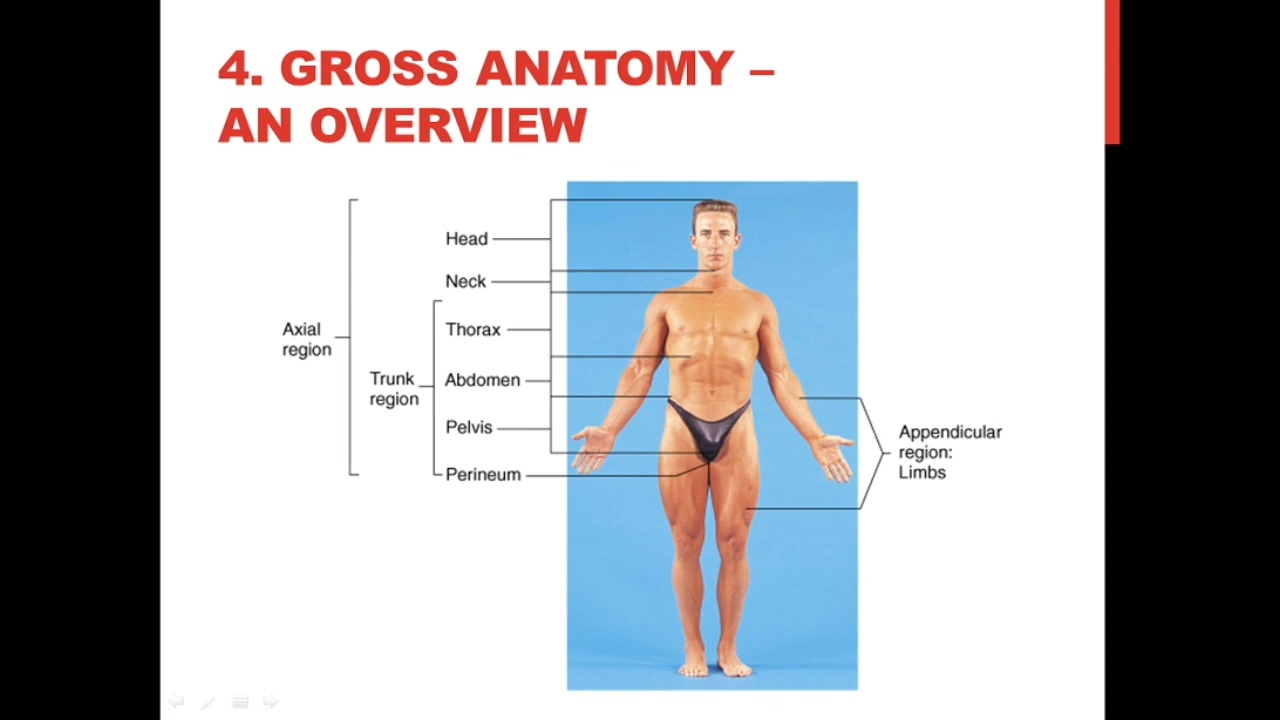 4. GROSS ANATOMY –
AN OVERVIEW
Head
Neck
Axial
region
Trunk
region
Thorax
Abdomen
Pelvis
Perineum
Appendicular
region:
Limbs